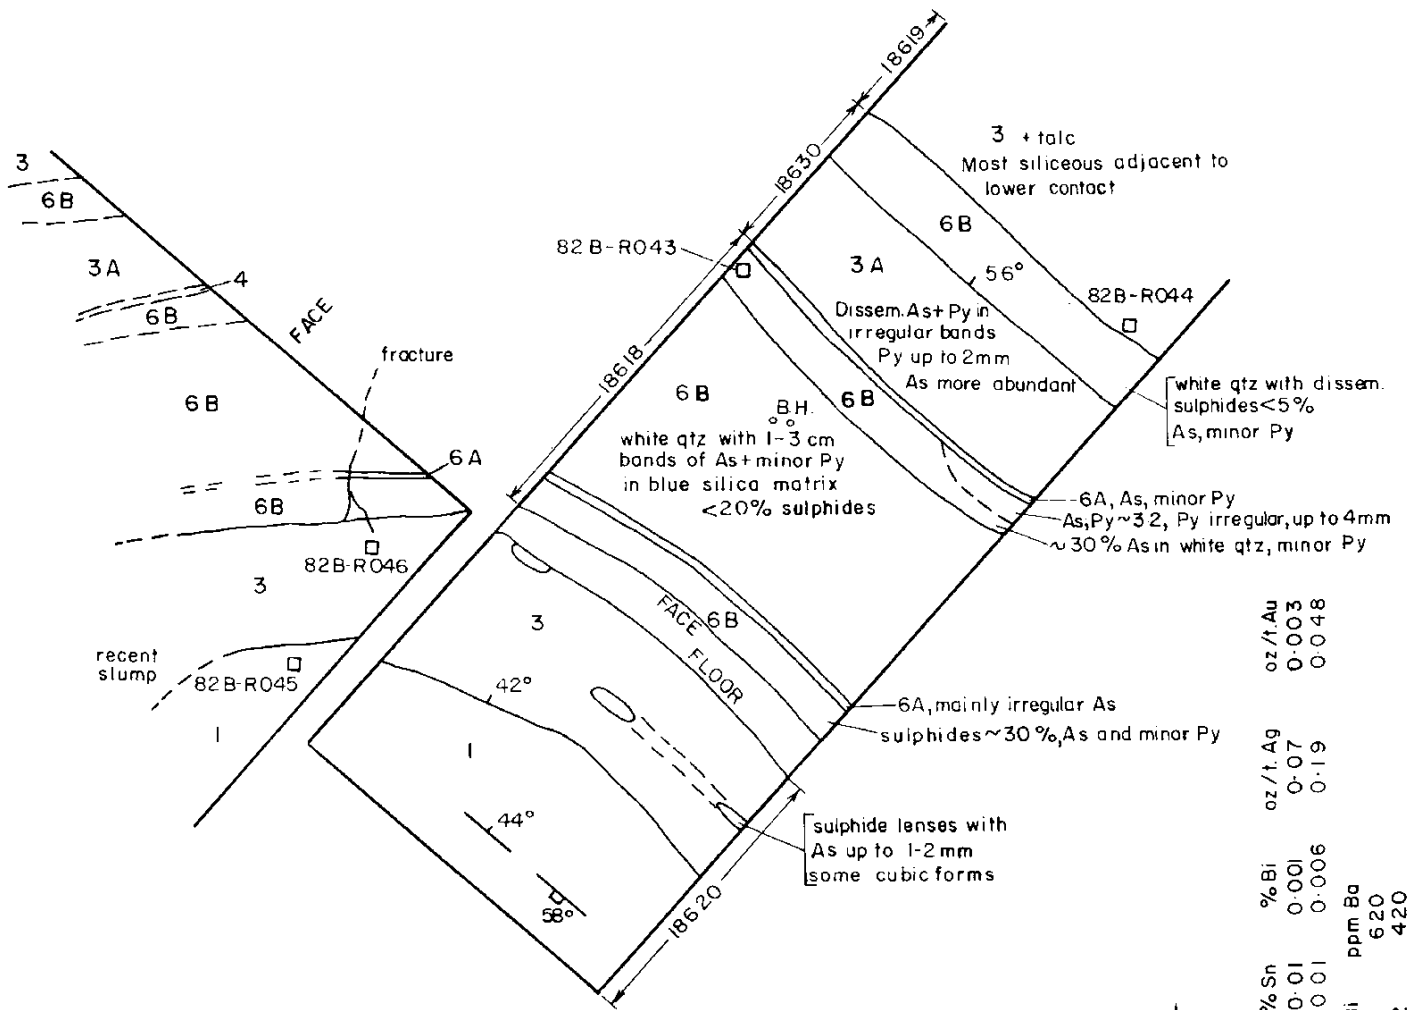 3
6B
3A
4
6B
FACE
fracture
6B
6A
6B
82B-R046
3
recent
slump
82B-R045
1
18619
18630
18618
18620
3 + talc
Most siliceous adjacent to
lower contact
6B
82B-R043
3A
56°
82B-R044
Dissem. As+Py in
irregular bands
Py up to 2mm
As more abundant
white qtz with dissem.
sulphides<5%
As, minor Py
6B
6B
B.H.
white qtz with 1-3 cm
bands of As+minor Py
in blue silica matrix
<20% sulphides
6A, As, minor Py
As, Py~3:2, Py irregular, up to 4mm
~30% As in white qtz, minor Py
3
FACE
6B
FLOOR
6A, mainly irregular As
sulphides~30%, As and minor Py
42°
1
44°
58°
sulphide lenses with
As up to 1-2mm
some cubic forms
oz/t.Au
0·003
0·048
oz/t.Ag
0·07
0·19
%Bi
0·001
0·006
ppm Ba
620
420
%Sn
0·01
0·01